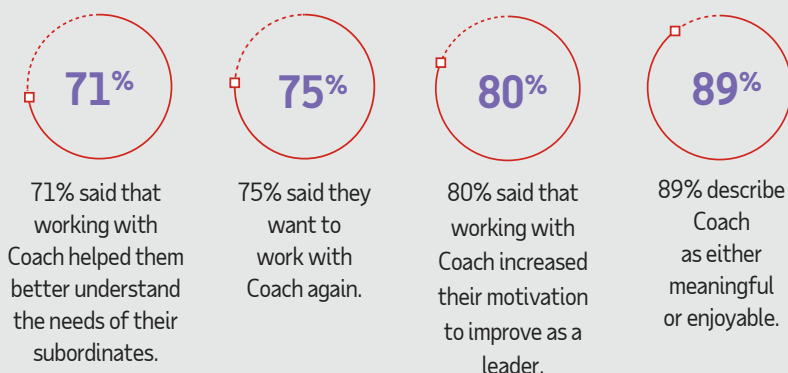 71%
71% said that
working with
Coach helped them
better understand
the needs of their
subordinates.
75%
75% said they
want to
work with
Coach again.
80%
80% said that
working with
Coach increased
their motivation
to improve as a
leader.
89%
89% describe
Coach
as either
meaningful
or enjoyable.